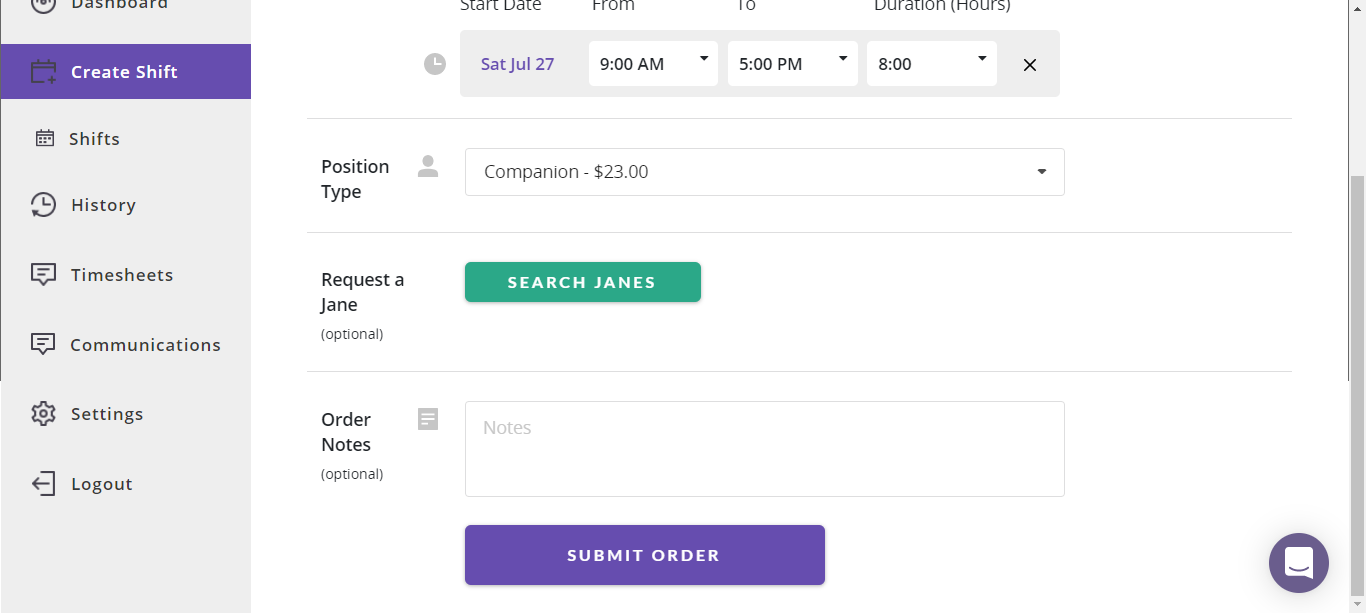 Dashboard
Create Shift
Shifts
History
Timesheets
Communications
Settings
Logout
Start Date From To Duration (Hours)
Sat Jul 27 9:00 AM 5:00 PM 8:00
Position
Type
Companion - $23.00
Request a
Jane
(optional)
SEARCH JANES
Order
Notes
(optional)
Notes
SUBMIT ORDER